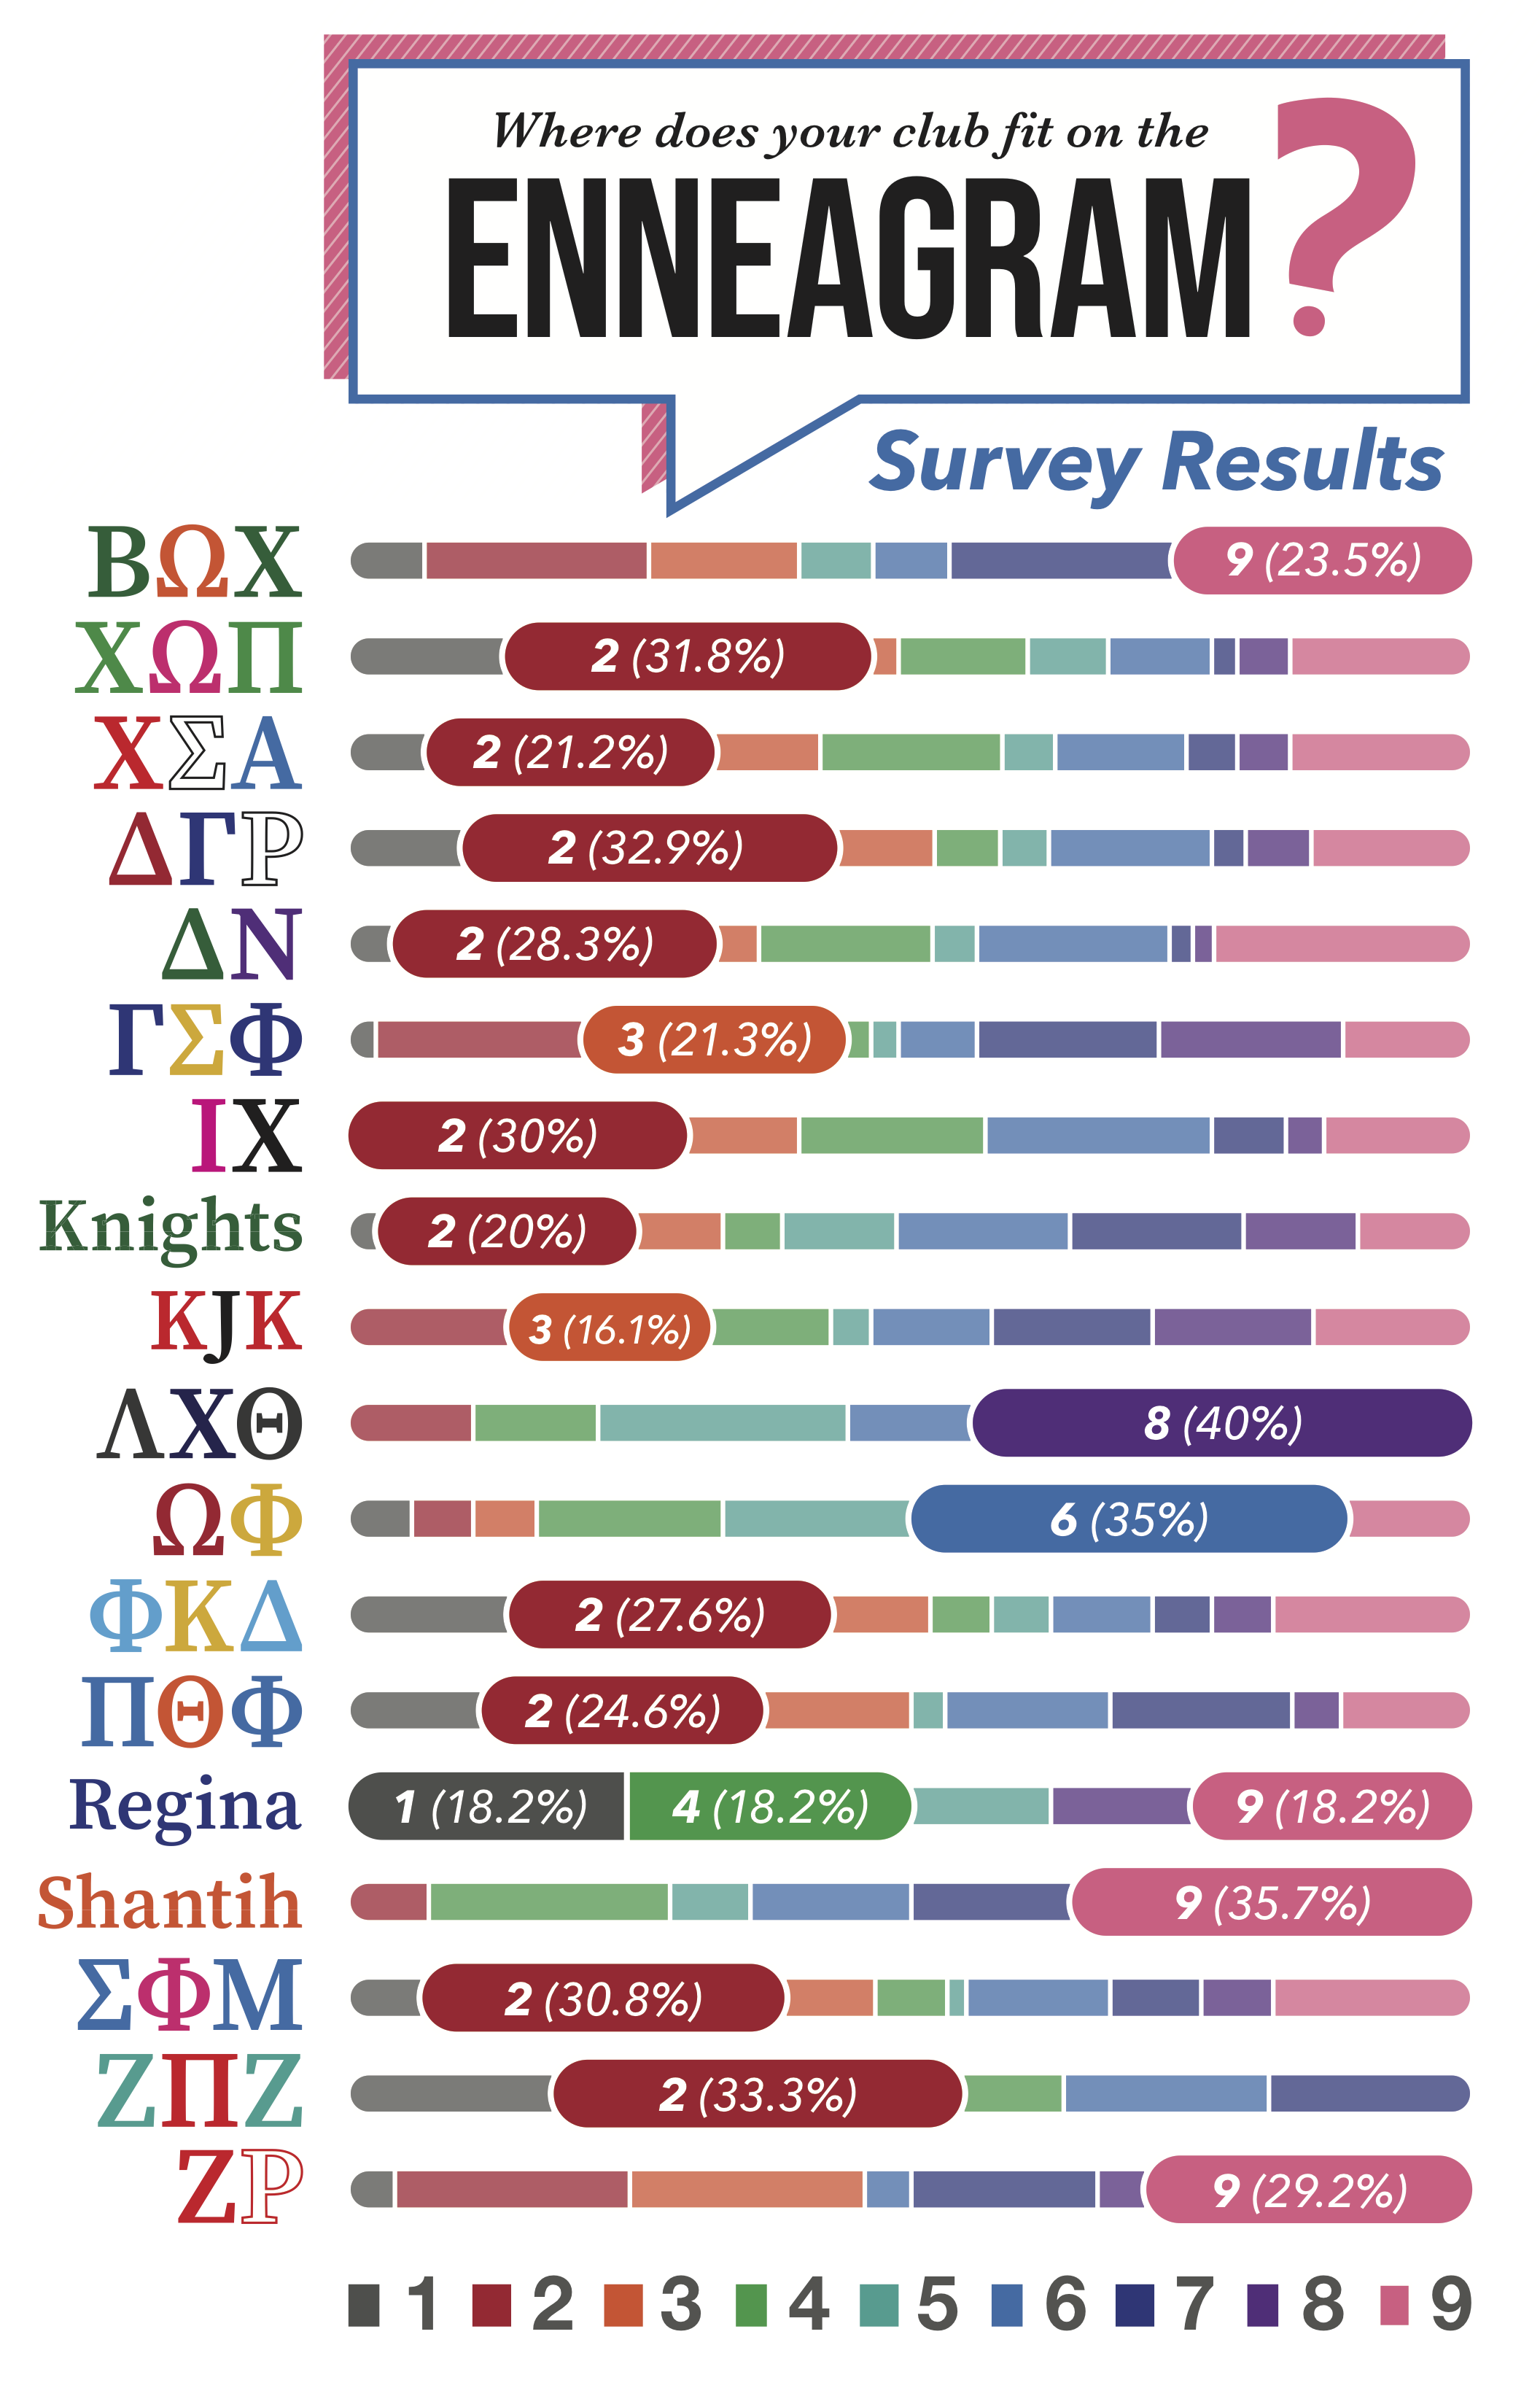 Where does your club fit on the
ENNEAGRAM?
Survey Results
ΒΩΧ 9 (23.5%)
ΧΩΠ 2 (31.8%)
ΧΣΑ 2 (21.2%)
ΔΓΡ 2 (32.9%)
ΔΝ 2 (28.3%)
ΓΣΦ 3 (21.3%)
ΙΧ 2 (30%)
Knights 2 (20%)
KJK 3 (16.1%)
ΛΧΘ 8 (40%)
ΩΦ 6 (35%)
ΦΚΔ 2 (27.6%)
ΠΘΦ 2 (24.6%)
Regina 1 (18.2%) 4 (18.2%) 9 (18.2%)
Shantih 9 (35.7%)
ΣΦΜ 2 (30.8%)
ΖΠΖ 2 (33.3%)
ΖΡ 9 (29.2%)
1 2 3 4 5 6 7 8 9